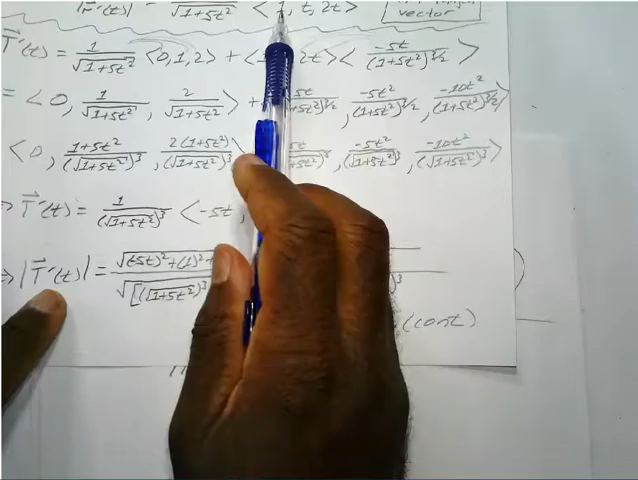 √1+5t² <1, t, 2t>
vector
T⃗'(t) = 1/√1+5t² <0,1,2> + < 2t> < -5t/(1+5t²)^3/2 >
= <0, 1/√1+5t², 2/√1+5t²> + 5t +5t²)^3/2, -5t²/(1+5t²)^3/2, -10t²/(1+5t²)^3/2>
<0, 1+5t²/(√1+5t²)³, 2(1+5t²)/(√1+5t²)³> 5t, -5t²/(√1+5t²)³, -10t²/(√1+5t²)³>
⇒ T⃗'(t) = 1/(√1+5t²)³ <-5t,
⇒ |T⃗'(t)| = √(-5t)²+(1)²+ / √[(√1+5t²)³ )³
(cont)